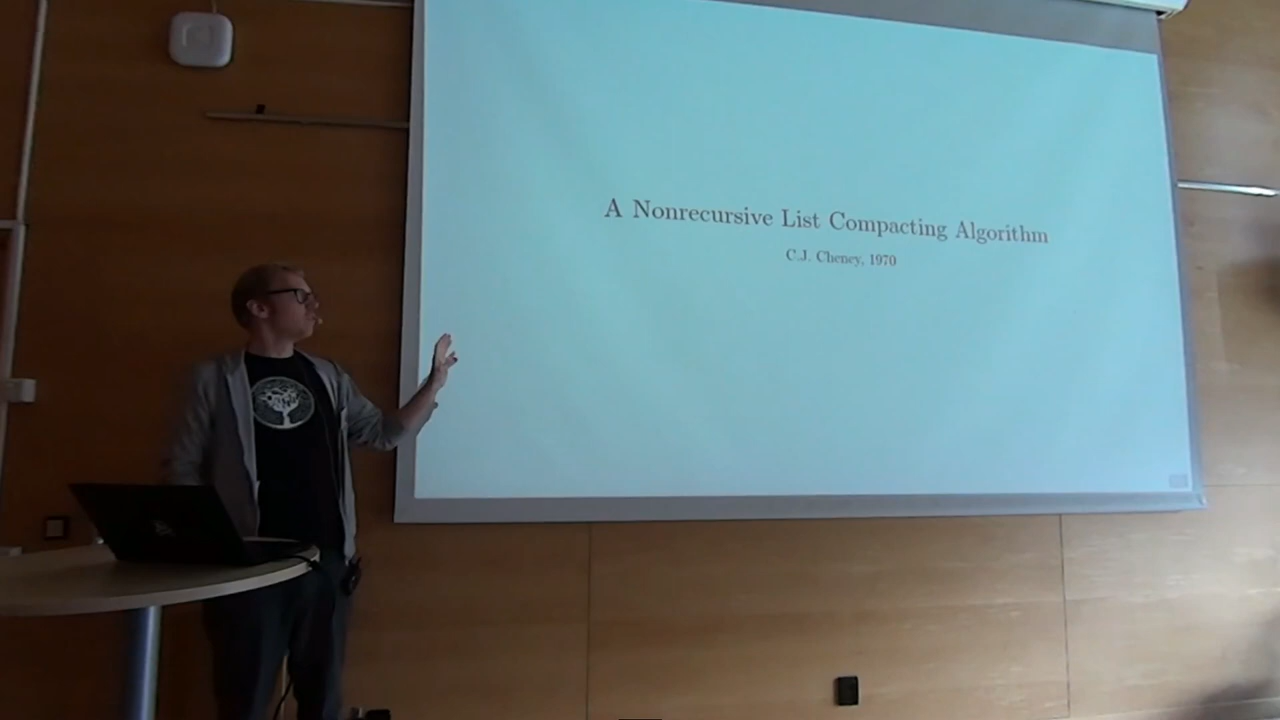 A Nonrecursive List Compacting Algorithm
C.J. Cheney, 1970